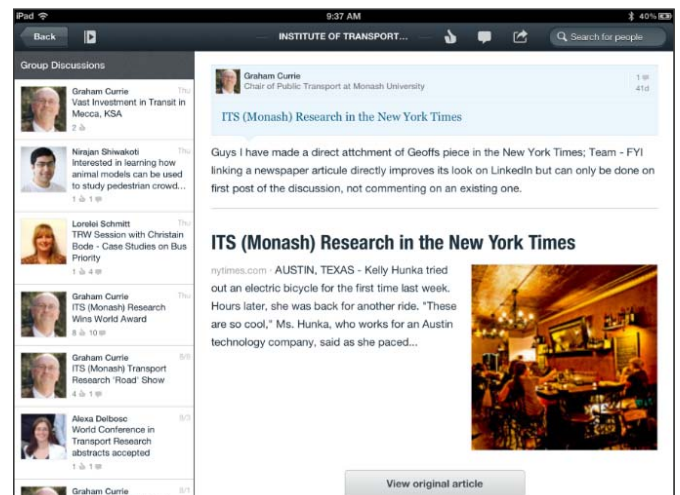 iPad 9:37 AM 40%
Back INSTITUTE OF TRANSPORT... Search for people
Group Discussions
Graham Currie Thu
Vast Investment in Transit in
Mecca, KSA
2
Nirajan Shiwakoti Thu
Interested in learning how
animal models can be used
to study pedestrian crowd...
1 1
Lorelei Schmitt Thu
TRW Session with Christain
Bode - Case Studies on Bus
Priority
1 4
Graham Currie Thu
ITS (Monash) Research
Wins World Award
8 10
Graham Currie 8/6
ITS (Monash) Transport
Research 'Road' Show
4 1
Alexa Delbosc 8/3
World Conference in
Transport Research
abstracts accepted
1 1
Graham Currie 8/1
Graham Currie 1
Chair of Public Transport at Monash University 41d
ITS (Monash) Research in the New York Times
Guys I have made a direct attchment of Geoffs piece in the New York Times; Team - FYI
linking a newspaper articule directly improves its look on LinkedIn but can only be done on
first post of the discussion, not commenting on an existing one.
ITS (Monash) Research in the New York Times
nytimes.com · AUSTIN, TEXAS - Kelly Hunka tried
out an electric bicycle for the first time last week.
Hours later, she was back for another ride. "These
are so cool," Ms. Hunka, who works for an Austin
technology company, said as she paced...
View original article